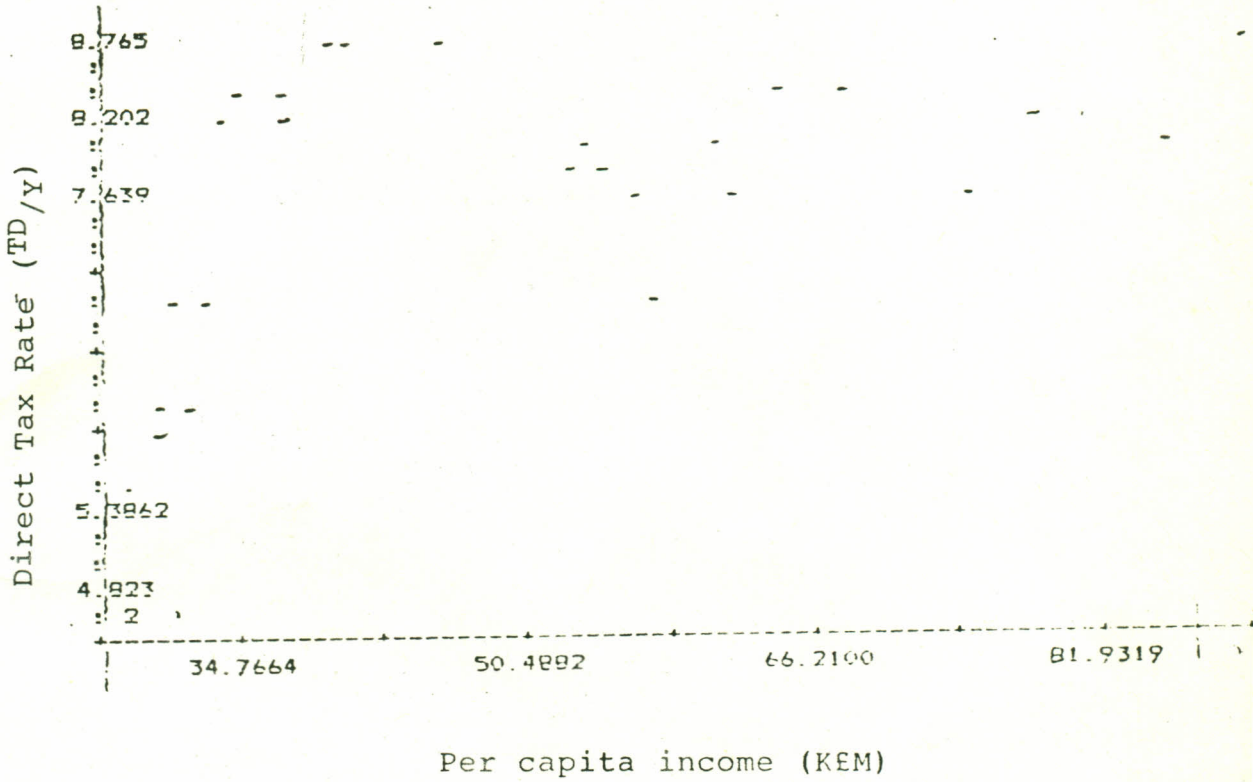 8.765
8.202
7.639
5.3862
4.823
2
34.7664 50.4882 66.2100 81.9319
Direct Tax Rate (TD/y)
Per capita income (K£M)